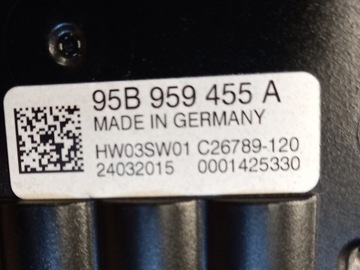 95B 959 455 A
MADE IN GERMANY
HW03SW01 C26789-120
24032015 0001425330